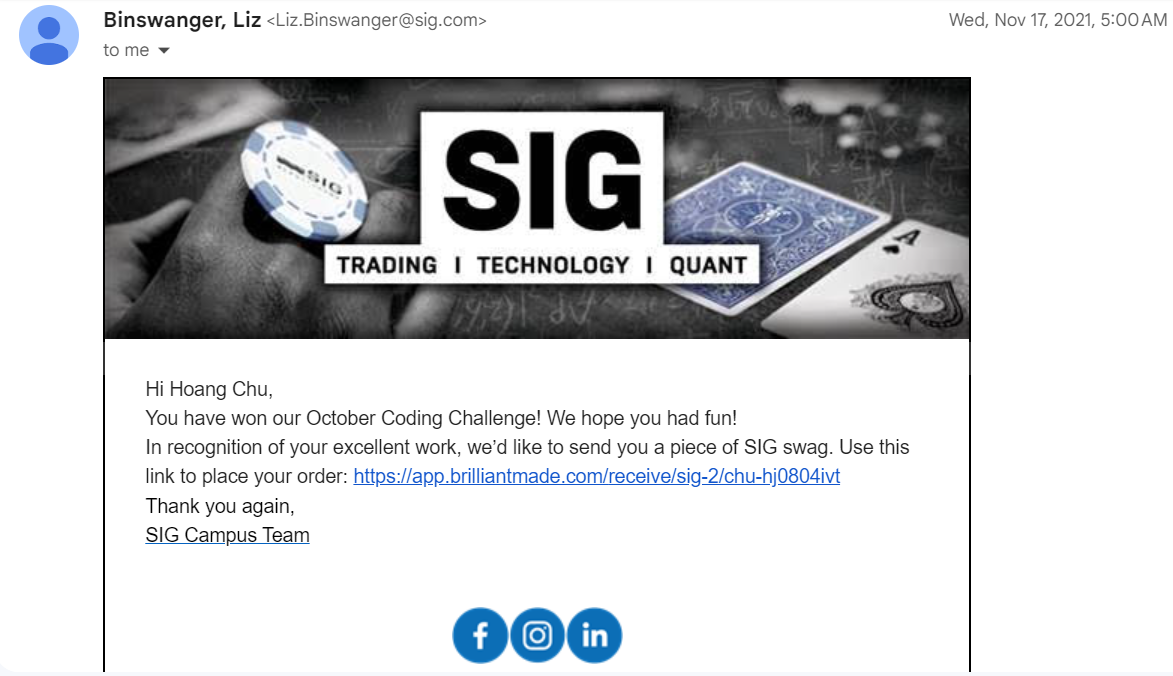 Binswanger, Liz <Liz.Binswanger@sig.com>
Wed, Nov 17, 2021, 5:00 AM
to me
SIG
SIG
TRADING | TECHNOLOGY | QUANT
A
Hi Hoang Chu,
You have won our October Coding Challenge! We hope you had fun!
In recognition of your excellent work, we’d like to send you a piece of SIG swag. Use this
link to place your order: https://app.brilliantmade.com/receive/sig-2/chu-hj0804ivt
Thank you again,
SIG Campus Team
f
in